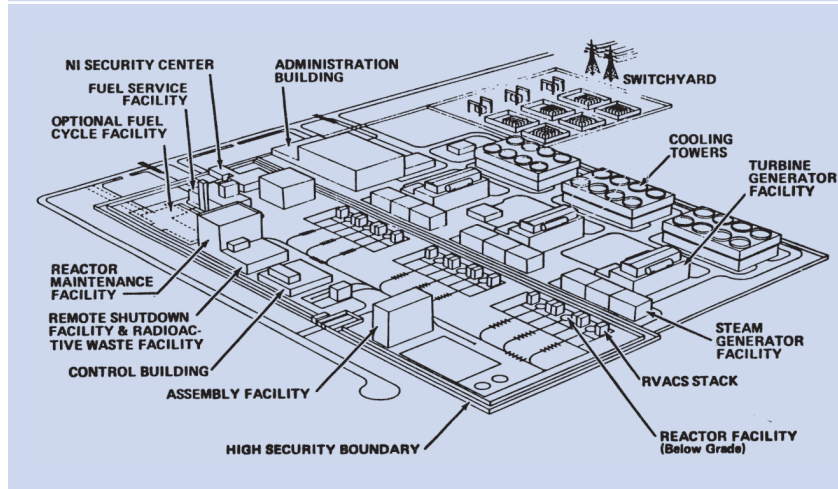 NI SECURITY CENTER
FUEL SERVICE
FACILITY
OPTIONAL FUEL
CYCLE FACILITY
ADMINISTRATION
BUILDING
SWITCHYARD
COOLING
TOWERS
TURBINE
GENERATOR
FACILITY
REACTOR
MAINTENANCE
FACILITY
REMOTE SHUTDOWN
FACILITY & RADIOAC-
TIVE WASTE FACILITY
CONTROL BUILDING
ASSEMBLY FACILITY
HIGH SECURITY BOUNDARY
STEAM
GENERATOR
FACILITY
RVACS STACK
REACTOR FACILITY
(Below Grade)